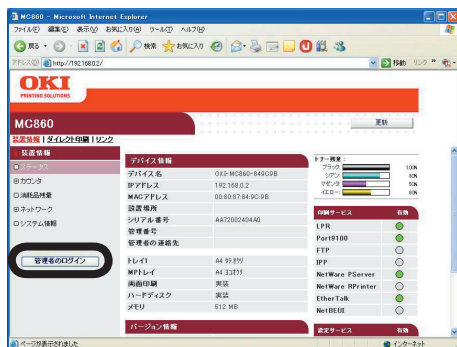 MC860 - Microsoft Internet Explorer
ファイル(F) 編集(E) 表示(V) お気に入り(A) ツール(T) ヘルプ(H)
戻る 検索 お気に入り
アドレス(D) http://192.168.0.2/ 移動 リンク »
OKI
PRINTING SOLUTIONS
MC860
更新
装置情報 | ダイレクト印刷 | リンク
装置情報
ステータス
カウンタ
消耗品残量
ネットワーク
システム情報
管理者のログイン
デバイス情報
デバイス名 OKI-MC860-849C9B
IPアドレス 192.168.0.2
MACアドレス 00:80:87:84:9C:9B
設置場所
シリアル番号 AA72002404A0
管理番号
管理者の連絡先
トレイ1 A4 ﾖｺｵｸﾘ
MPトレイ A4 ﾖｺｵｸﾘ
両面印刷 実装
ハードディスク 実装
メモリ 512 MB
バージョン情報
トナー残量:
ブラック 100%
シアン
マゼンタ
イエロー
印刷サービス 有効
LPR
Port9100
FTP
IPP
NetWare PServer
NetWare RPrinter
EtherTalk
NetBEUI
設定サービス 有効
ページが表示されました
インターネット